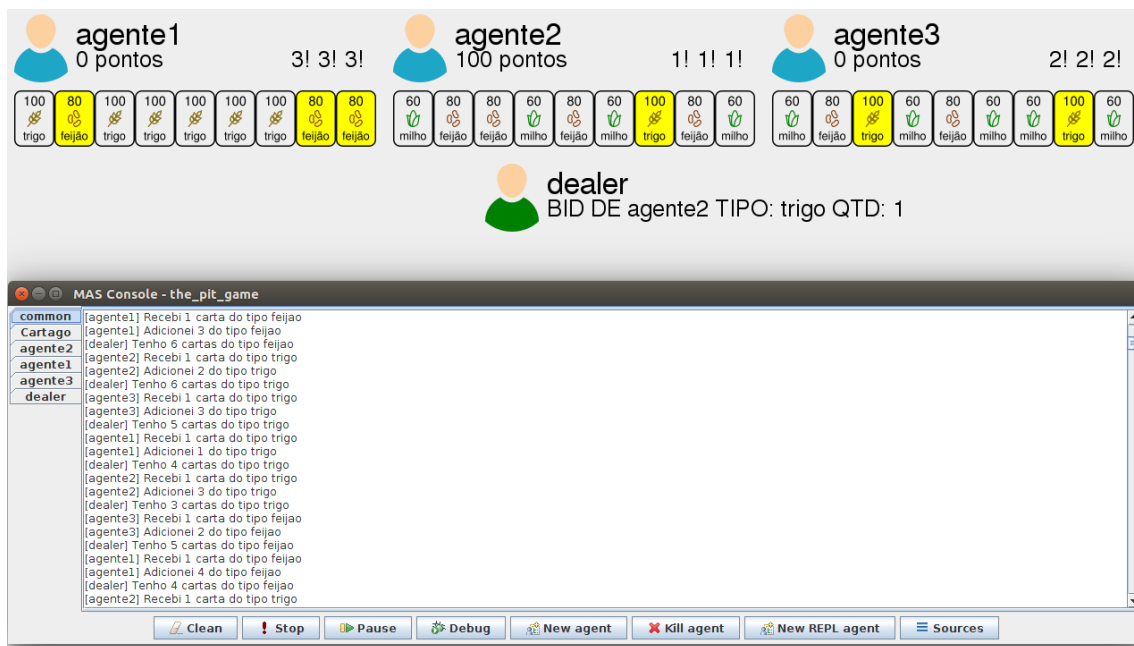 agente1
0 pontos 3! 3! 3!
agente2
100 pontos 1! 1! 1!
agente3
0 pontos 2! 2! 2!
100 80 100 100 100 100 100 80 80
trigo feijão trigo trigo trigo trigo trigo feijão feijão
60 80 80 60 80 60 100 80 60
milho feijão feijão milho feijão milho trigo feijão milho
60 80 100 60 80 60 60 100 60
milho feijão trigo milho feijão milho milho trigo milho
dealer
BID DE agente2 TIPO: trigo QTD: 1
MAS Console - the_pit_game
common
Cartago
agente2
agente1
agente3
dealer
[agente1] Recebi 1 carta do tipo feijao
[agente1] Adicionei 3 do tipo feijao
[dealer] Tenho 6 cartas do tipo feijao
[agente2] Recebi 1 carta do tipo trigo
[agente2] Adicionei 2 do tipo trigo
[dealer] Tenho 6 cartas do tipo trigo
[agente3] Recebi 1 carta do tipo trigo
[agente3] Adicionei 3 do tipo trigo
[dealer] Tenho 5 cartas do tipo trigo
[agente1] Recebi 1 carta do tipo trigo
[agente1] Adicionei 1 do tipo trigo
[dealer] Tenho 4 cartas do tipo trigo
[agente2] Recebi 1 carta do tipo trigo
[agente2] Adicionei 3 do tipo trigo
[dealer] Tenho 3 cartas do tipo trigo
[agente3] Recebi 1 carta do tipo feijao
[agente3] Adicionei 2 do tipo feijao
[dealer] Tenho 5 cartas do tipo feijao
[agente1] Recebi 1 carta do tipo feijao
[agente1] Adicionei 4 do tipo feijao
[dealer] Tenho 4 cartas do tipo feijao
[agente2] Recebi 1 carta do tipo trigo
Clean Stop Pause Debug New agent Kill agent New REPL agent Sources